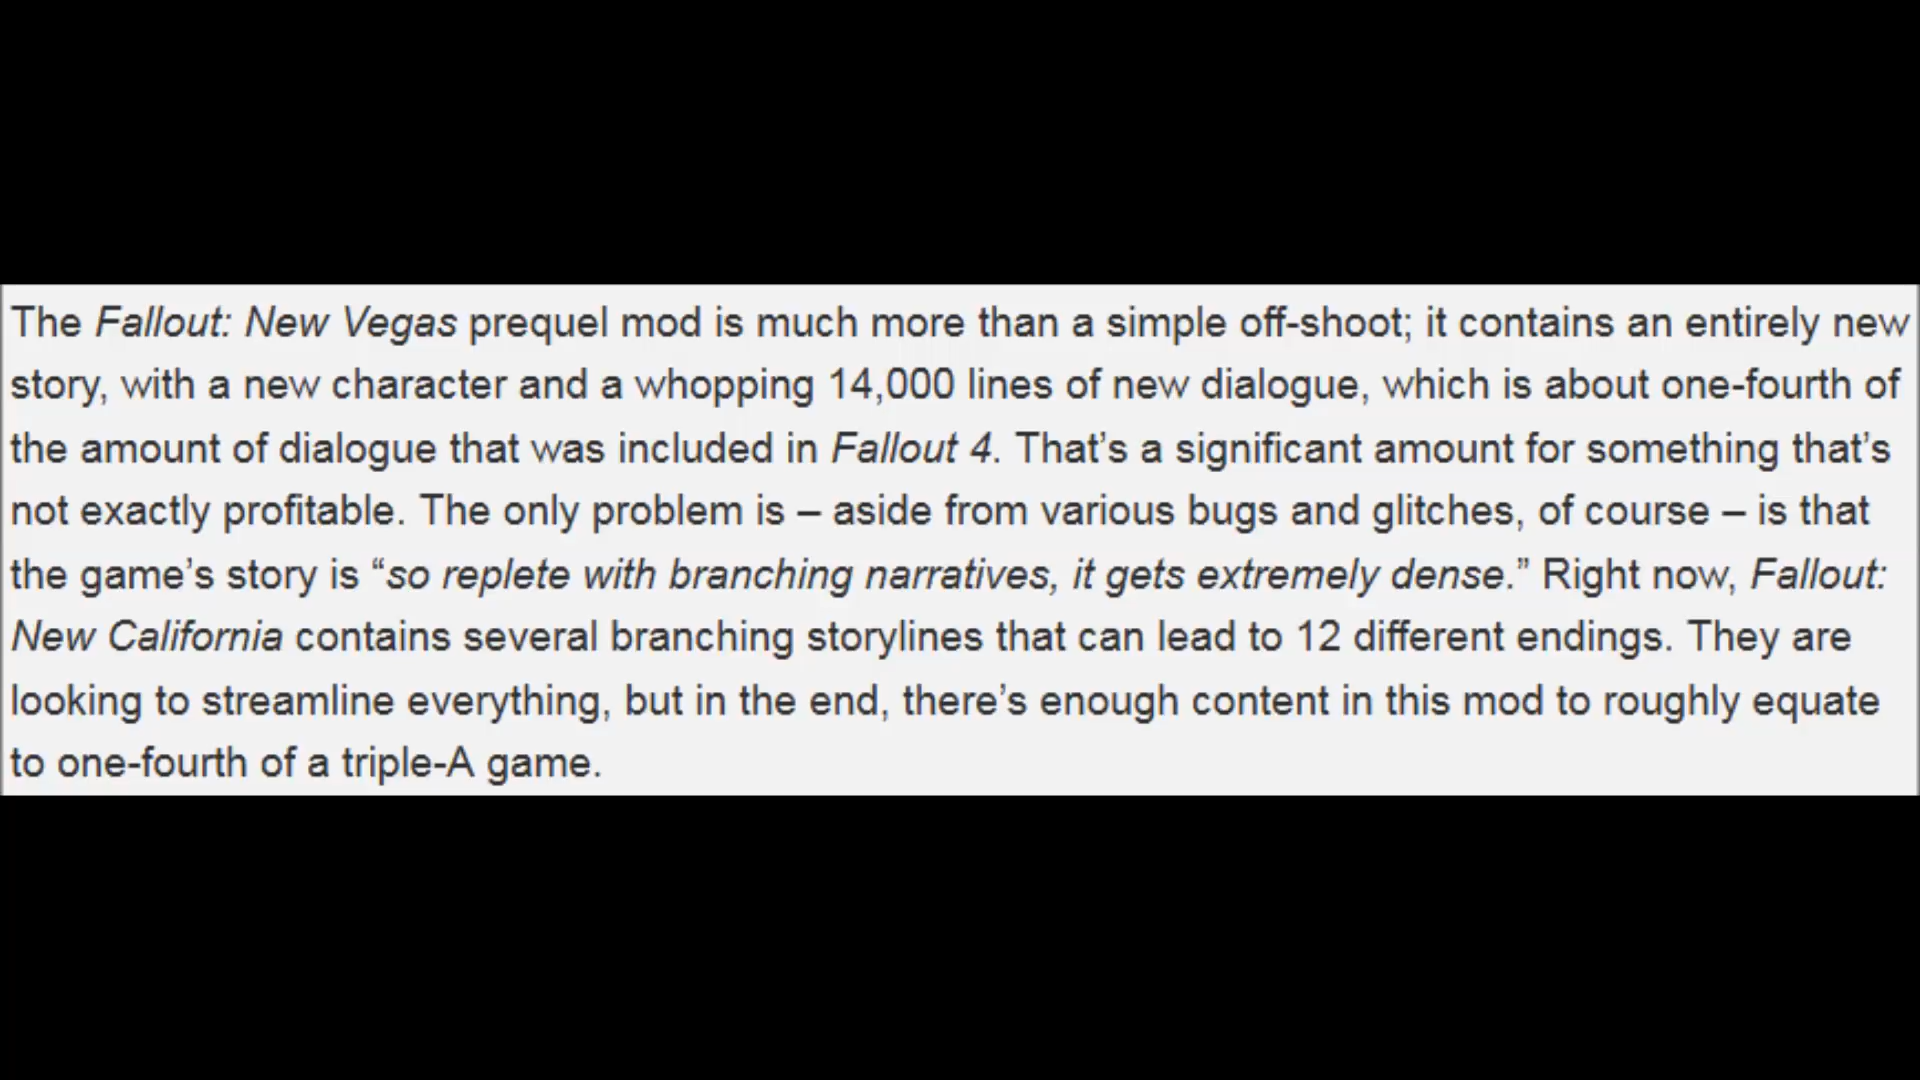 The Fallout: New Vegas prequel mod is much more than a simple off-shoot; it contains an entirely new
story, with a new character and a whopping 14,000 lines of new dialogue, which is about one-fourth of
the amount of dialogue that was included in Fallout 4. That’s a significant amount for something that’s
not exactly profitable. The only problem is – aside from various bugs and glitches, of course – is that
the game’s story is “so replete with branching narratives, it gets extremely dense.” Right now, Fallout:
New California contains several branching storylines that can lead to 12 different endings. They are
looking to streamline everything, but in the end, there’s enough content in this mod to roughly equate
to one-fourth of a triple-A game.